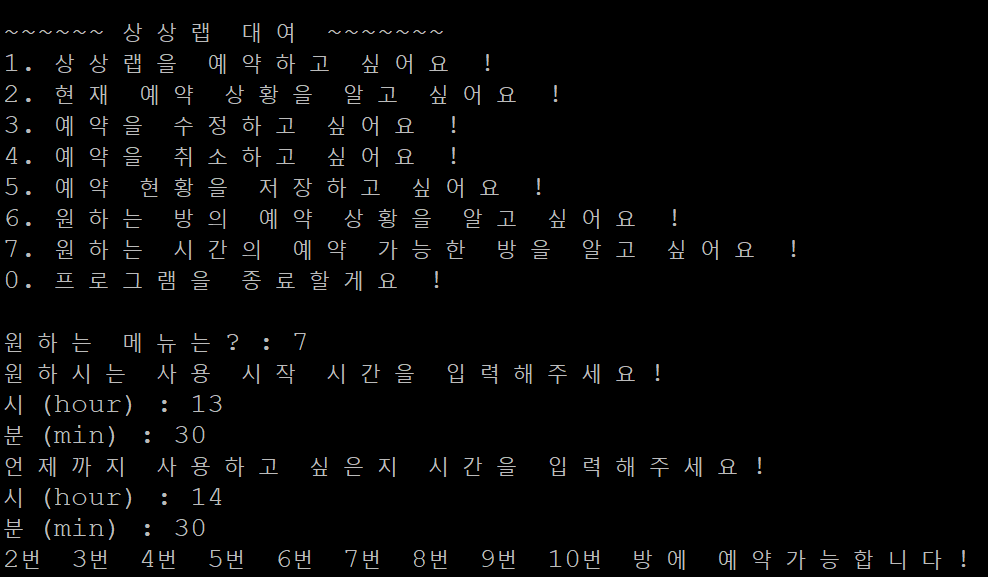 ~~~~~~ 상상랩 대여 ~~~~~~~
1. 상상랩을 예약하고 싶어요 !
2. 현재 예약 상황을 알고 싶어요 !
3. 예약을 수정하고 싶어요 !
4. 예약을 취소하고 싶어요 !
5. 예약 현황을 저장하고 싶어요 !
6. 원하는 방의 예약 상황을 알고 싶어요 !
7. 원하는 시간의 예약 가능한 방을 알고 싶어요 !
0. 프로그램을 종료할게요 !
원하는 메뉴는? : 7
원하시는 사용 시작 시간을 입력해주세요!
시 (hour) : 13
분 (min) : 30
언제까지 사용하고 싶은지 시간을 입력해주세요!
시 (hour) : 14
분 (min) : 30
2번 3번 4번 5번 6번 7번 8번 9번 10번 방에 예약가능합니다!